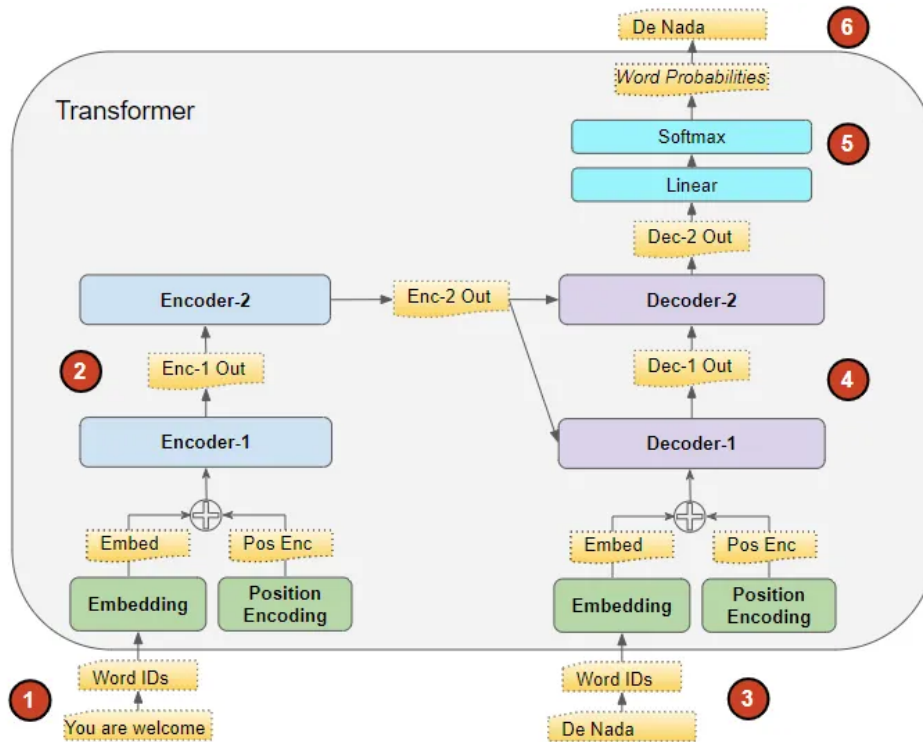 De Nada
6
Word Probabilities
Transformer
Softmax
5
Linear
Dec-2 Out
Encoder-2
Enc-2 Out
Decoder-2
2
Enc-1 Out
Dec-1 Out
4
Encoder-1
Decoder-1
Embed
Pos Enc
Embed
Pos Enc
Embedding
Position
Encoding
Embedding
Position
Encoding
1
Word IDs
You are welcome
Word IDs
3
De Nada